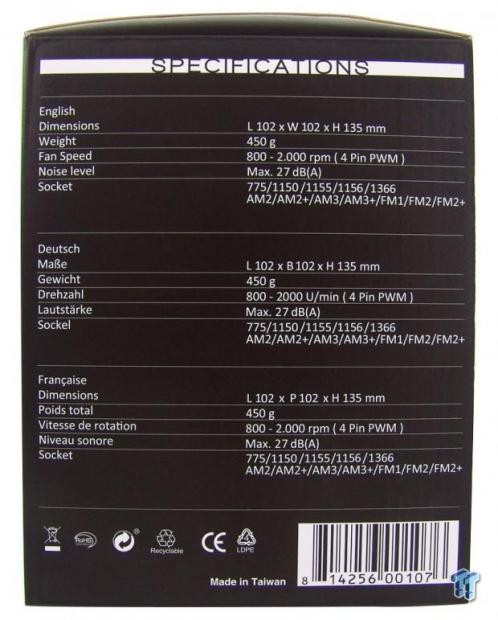 SPECIFICATIONS
English
Dimensions L 102 x W 102 x H 135 mm
Weight 450 g
Fan Speed 800 - 2.000 rpm ( 4 Pin PWM )
Noise level Max. 27 dB(A)
Socket 775/1150/1155/1156/1366
AM2/AM2+/AM3/AM3+/FM1/FM2/FM2+
Deutsch
Maße L 102 x B 102 x H 135 mm
Gewicht 450 g
Drehzahl 800 - 2000 U/min ( 4 Pin PWM )
Lautstärke Max. 27 dB(A)
Sockel 775/1150/1155/1156/1366
AM2/AM2+/AM3/AM3+/FM1/FM2/FM2+
Française
Dimensions L 102 x P 102 x H 135 mm
Poids total 450 g
Vitesse de rotation 800 - 2.000 rpm ( 4 Pin PWM )
Niveau sonore Max. 27 dB(A)
Socket 775/1150/1155/1156/1366
AM2/AM2+/AM3/AM3+/FM1/FM2/FM2+
RoHS Recyclable CE LDPE
Made in Taiwan
8 14256 00107